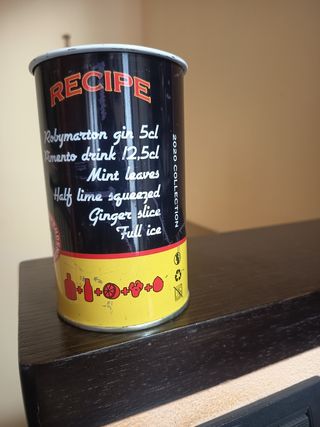 RECIPE
Robymarton gin 5cl
Pimento drink 12,5cl
Mint leaves
Half lime squeezed
Ginger slice
Full ice
2020 COLLECTION